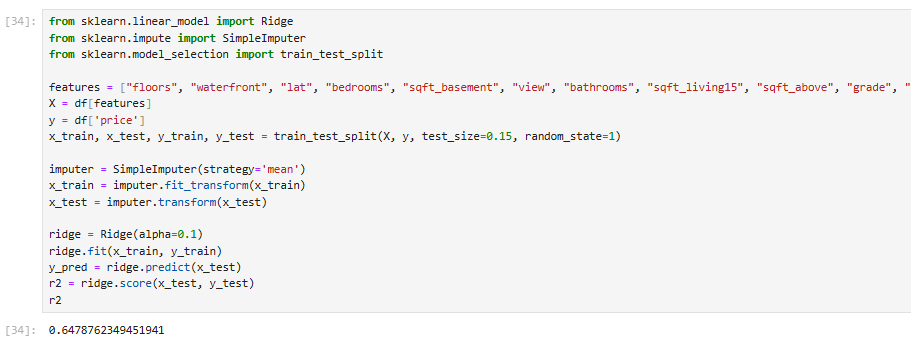 [34]: from sklearn.linear_model import Ridge
from sklearn.impute import SimpleImputer
from sklearn.model_selection import train_test_split
features = ["floors", "waterfront", "lat", "bedrooms", "sqft_basement", "view", "bathrooms", "sqft_living15", "sqft_above", "grade", "
X = df[features]
y = df['price']
x_train, x_test, y_train, y_test = train_test_split(X, y, test_size=0.15, random_state=1)
imputer = SimpleImputer(strategy='mean')
x_train = imputer.fit_transform(x_train)
x_test = imputer.transform(x_test)
ridge = Ridge(alpha=0.1)
ridge.fit(x_train, y_train)
y_pred = ridge.predict(x_test)
r2 = ridge.score(x_test, y_test)
r2
[34]: 0.6478762349451941